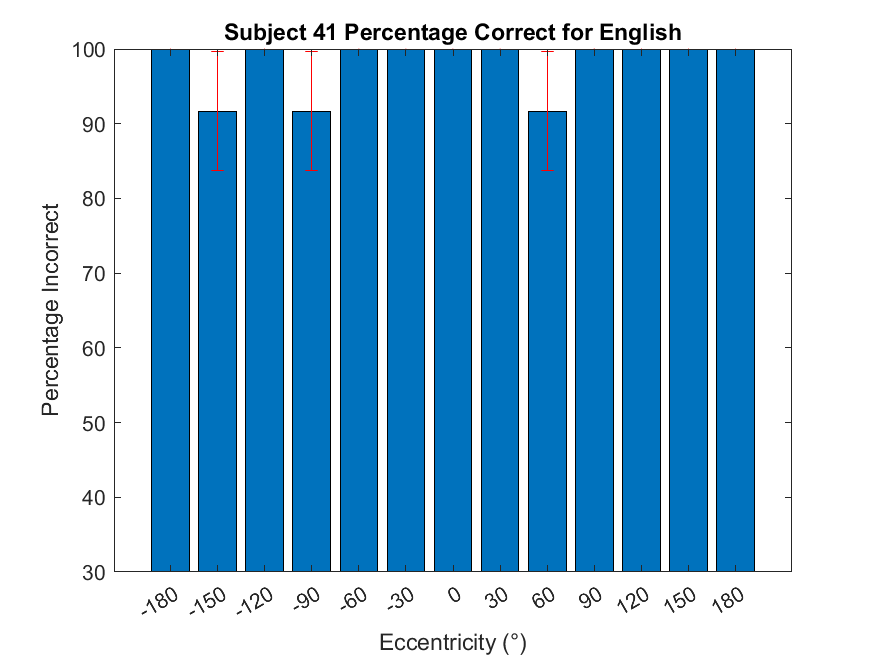 Subject 41 Percentage Correct for English
100
90
80
70
60
50
40
30
Percentage Incorrect
-180 -150 -120 -90 -60 -30 0 30 60 90 120 150 180
Eccentricity (°)